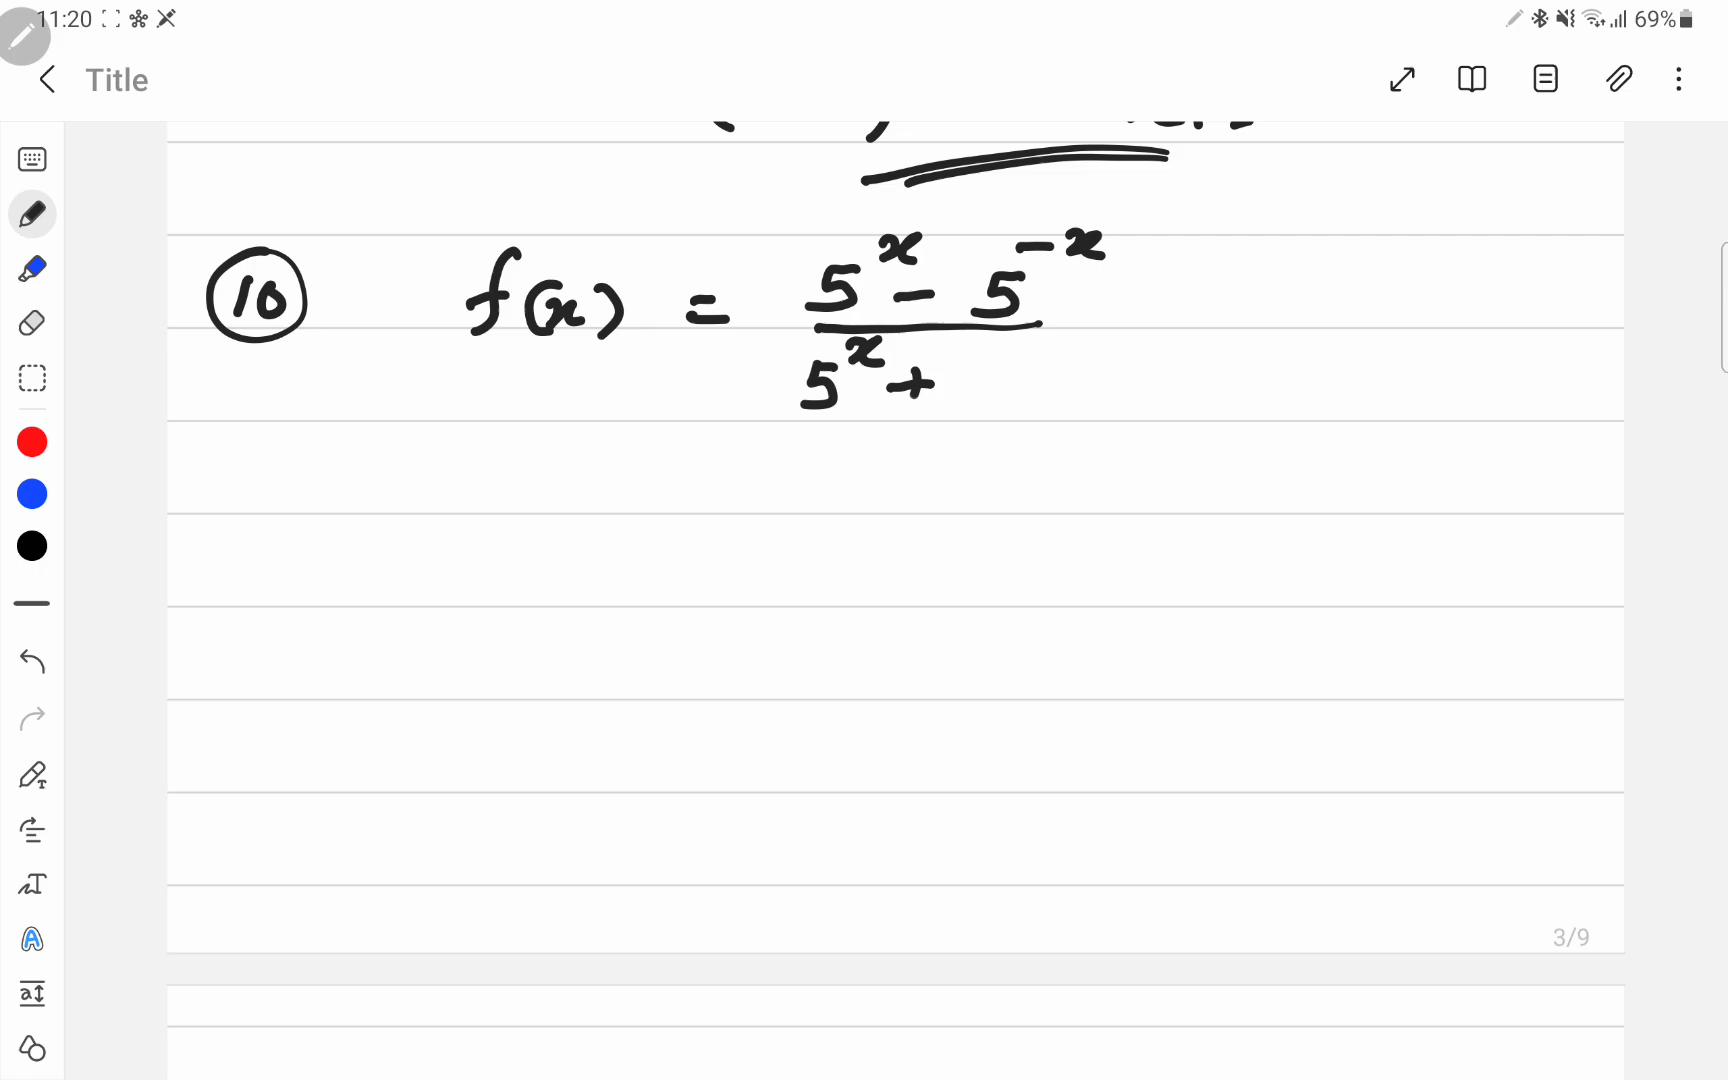 11:20 69%
Title
10 f(x) = 5^x - 5^-x
5^x +
3/9